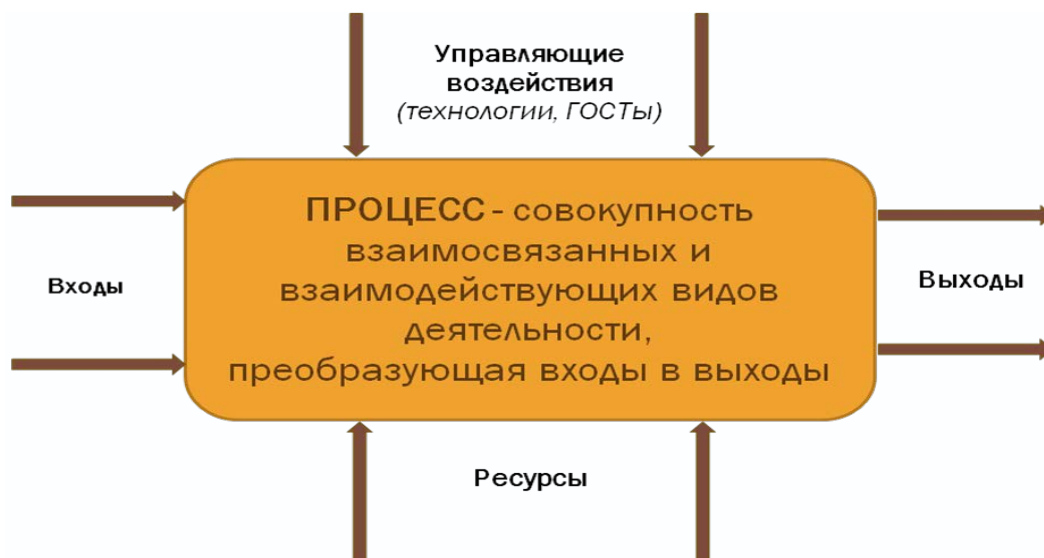 Управляющие
воздействия
(технологии, ГОСТы)
ПРОЦЕСС - совокупность
взаимосвязанных и
взаимодействующих видов
деятельности,
преобразующая входы в выходы
Входы
Выходы
Ресурсы